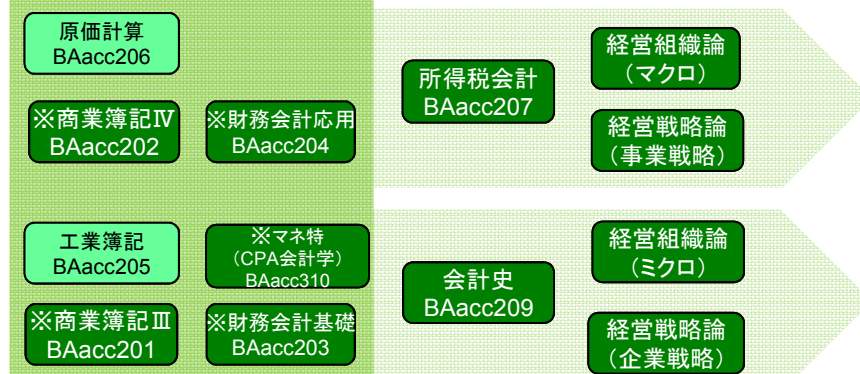 原価計算
BAacc206
※商業簿記Ⅳ
BAacc202
※財務会計応用
BAacc204
所得税会計
BAacc207
経営組織論
（マクロ）
経営戦略論
（事業戦略）
工業簿記
BAacc205
※マネ特
（CPA会計学）
BAacc310
※商業簿記Ⅲ
BAacc201
※財務会計基礎
BAacc203
会計史
BAacc209
経営組織論
（ミクロ）
経営戦略論
（企業戦略）